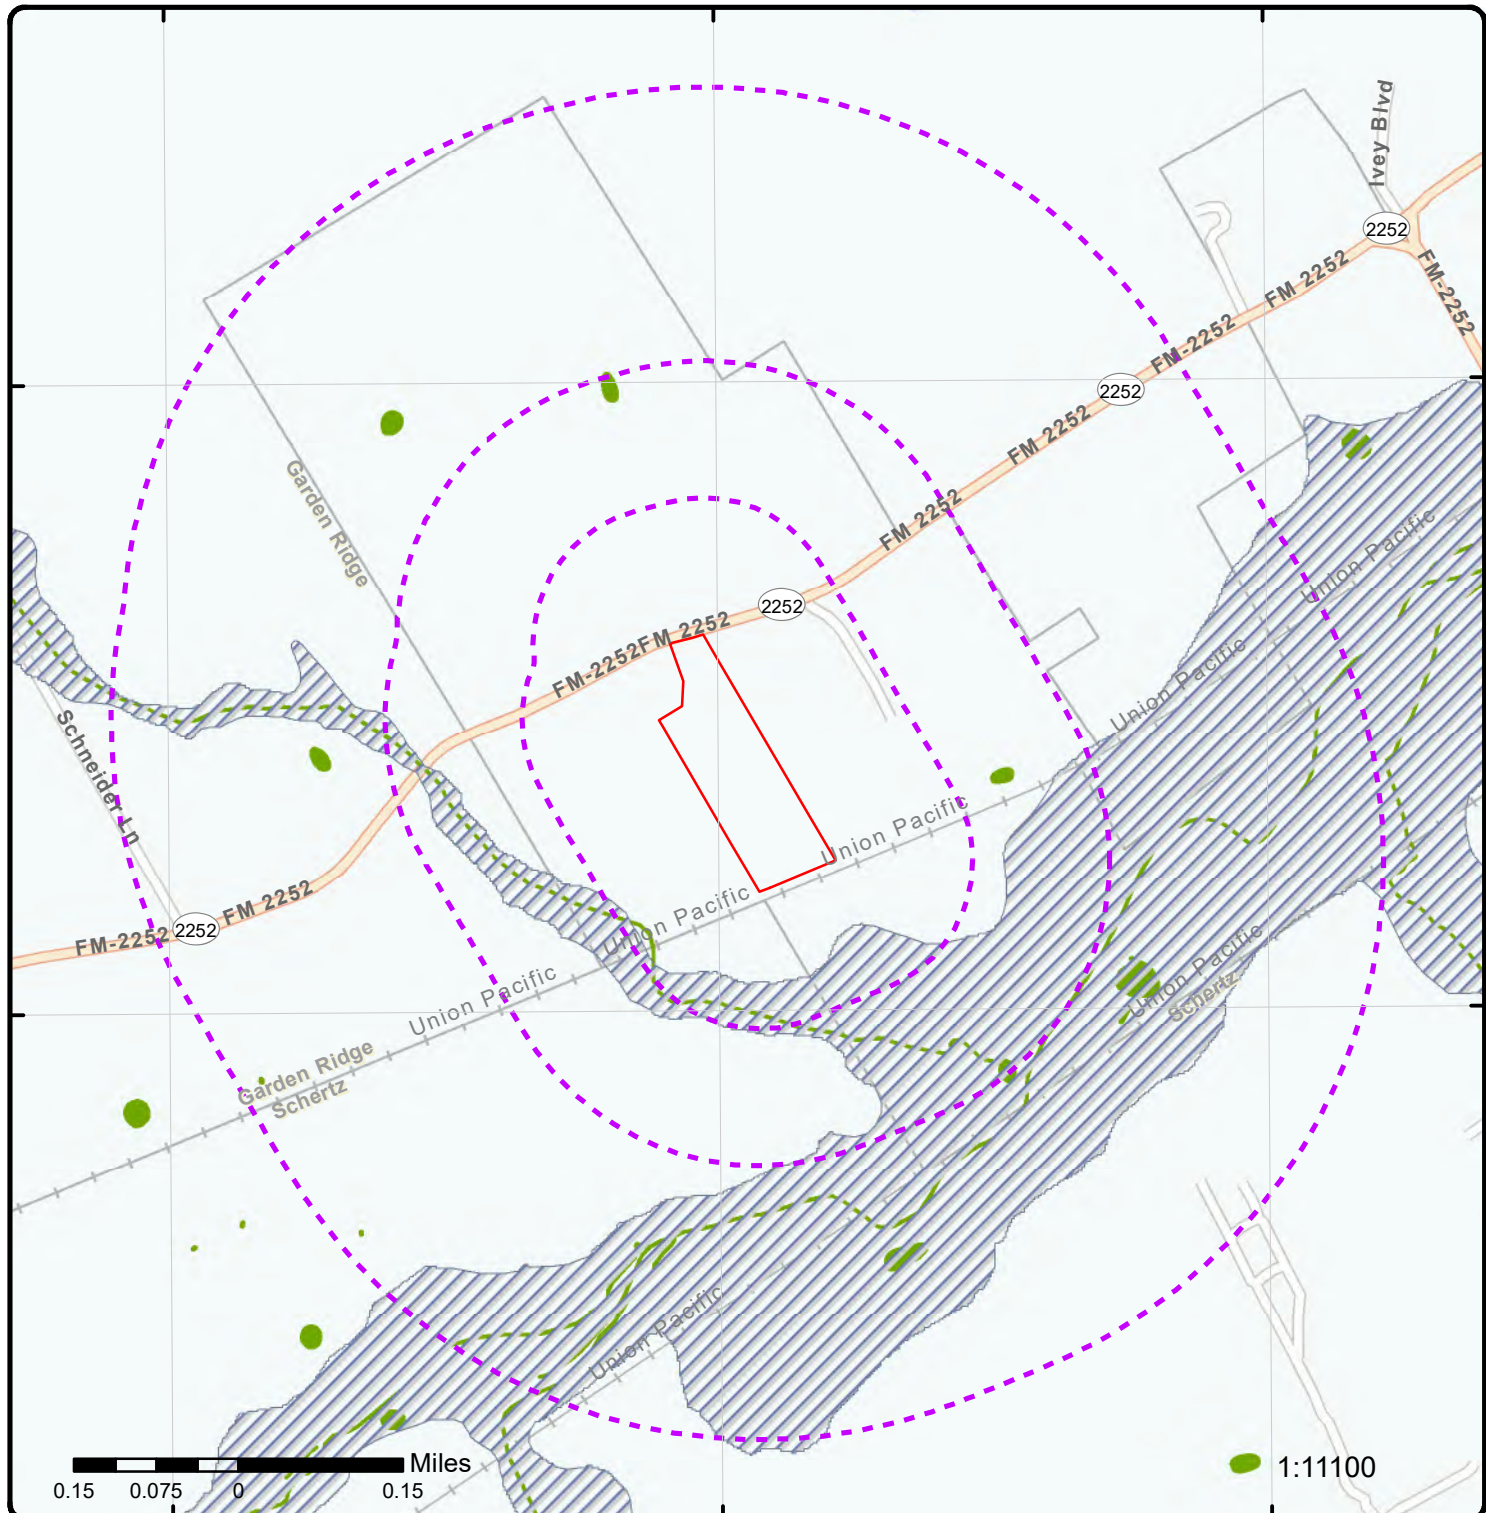 Ivey Blvd
2252
FM 2252
FM-2252
FM-2252
2252
FM 2252
Garden Ridge
FM 2252
Union Pacific
2252
FM 2252
FM-2252
Union Pacific
Union Pacific
Schneider Ln
Union Pacific
Union Pacific
FM 2252
2252
FM-2252
Union Pacific
Union Pacific
Schertz
Garden Ridge
Schertz
Union Pacific
Miles
0.15 0.075 0 0.15
1:11100